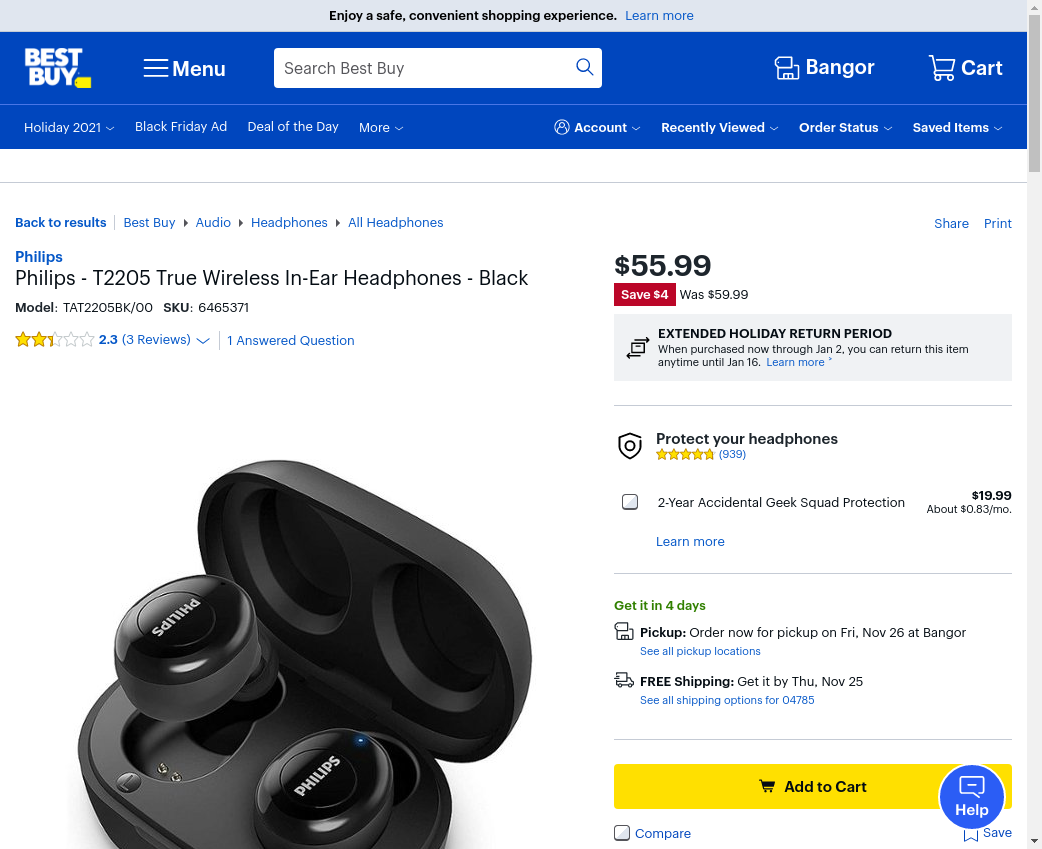 Enjoy a safe, convenient shopping experience. Learn more
BEST BUY
Menu
Search Best Buy
Bangor
Cart
Holiday 2021
Black Friday Ad
Deal of the Day
More
Account
Recently Viewed
Order Status
Saved Items
Back to results
Best Buy
Audio
Headphones
All Headphones
Share
Print
Philips
Philips - T2205 True Wireless In-Ear Headphones - Black
Model: TAT2205BK/00 SKU: 6465371
2.3 (3 Reviews)
1 Answered Question
PHILIPS
PHILIPS
$55.99
Save $4 Was $59.99
EXTENDED HOLIDAY RETURN PERIOD
When purchased now through Jan 2, you can return this item
anytime until Jan 16. Learn more ˃
Protect your headphones
(939)
2-Year Accidental Geek Squad Protection
$19.99
About $0.83/mo.
Learn more
Get it in 4 days
Pickup: Order now for pickup on Fri, Nov 26 at Bangor
See all pickup locations
FREE Shipping: Get it by Thu, Nov 25
See all shipping options for 04785
Add to Cart
Help
Compare
Save